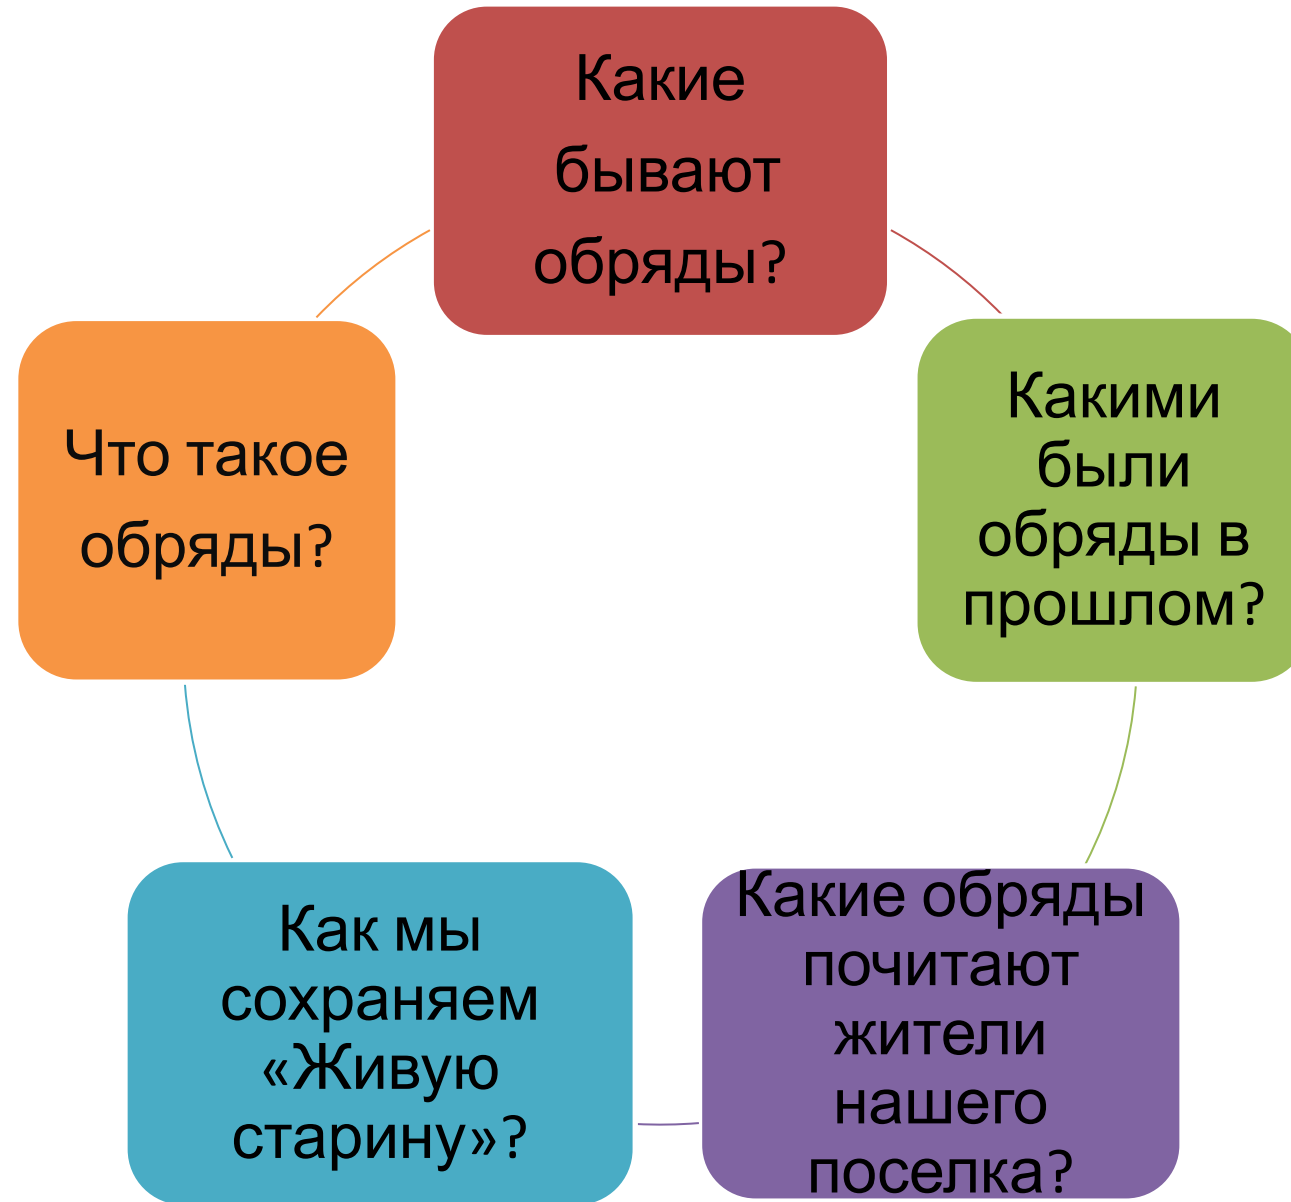 Какие
бывают
обряды?
Что такое
обряды?
Какими
были
обряды в
прошлом?
Как мы
сохраняем
«Живую
старину»?
Какие обряды
почитают
жители
нашего
поселка?